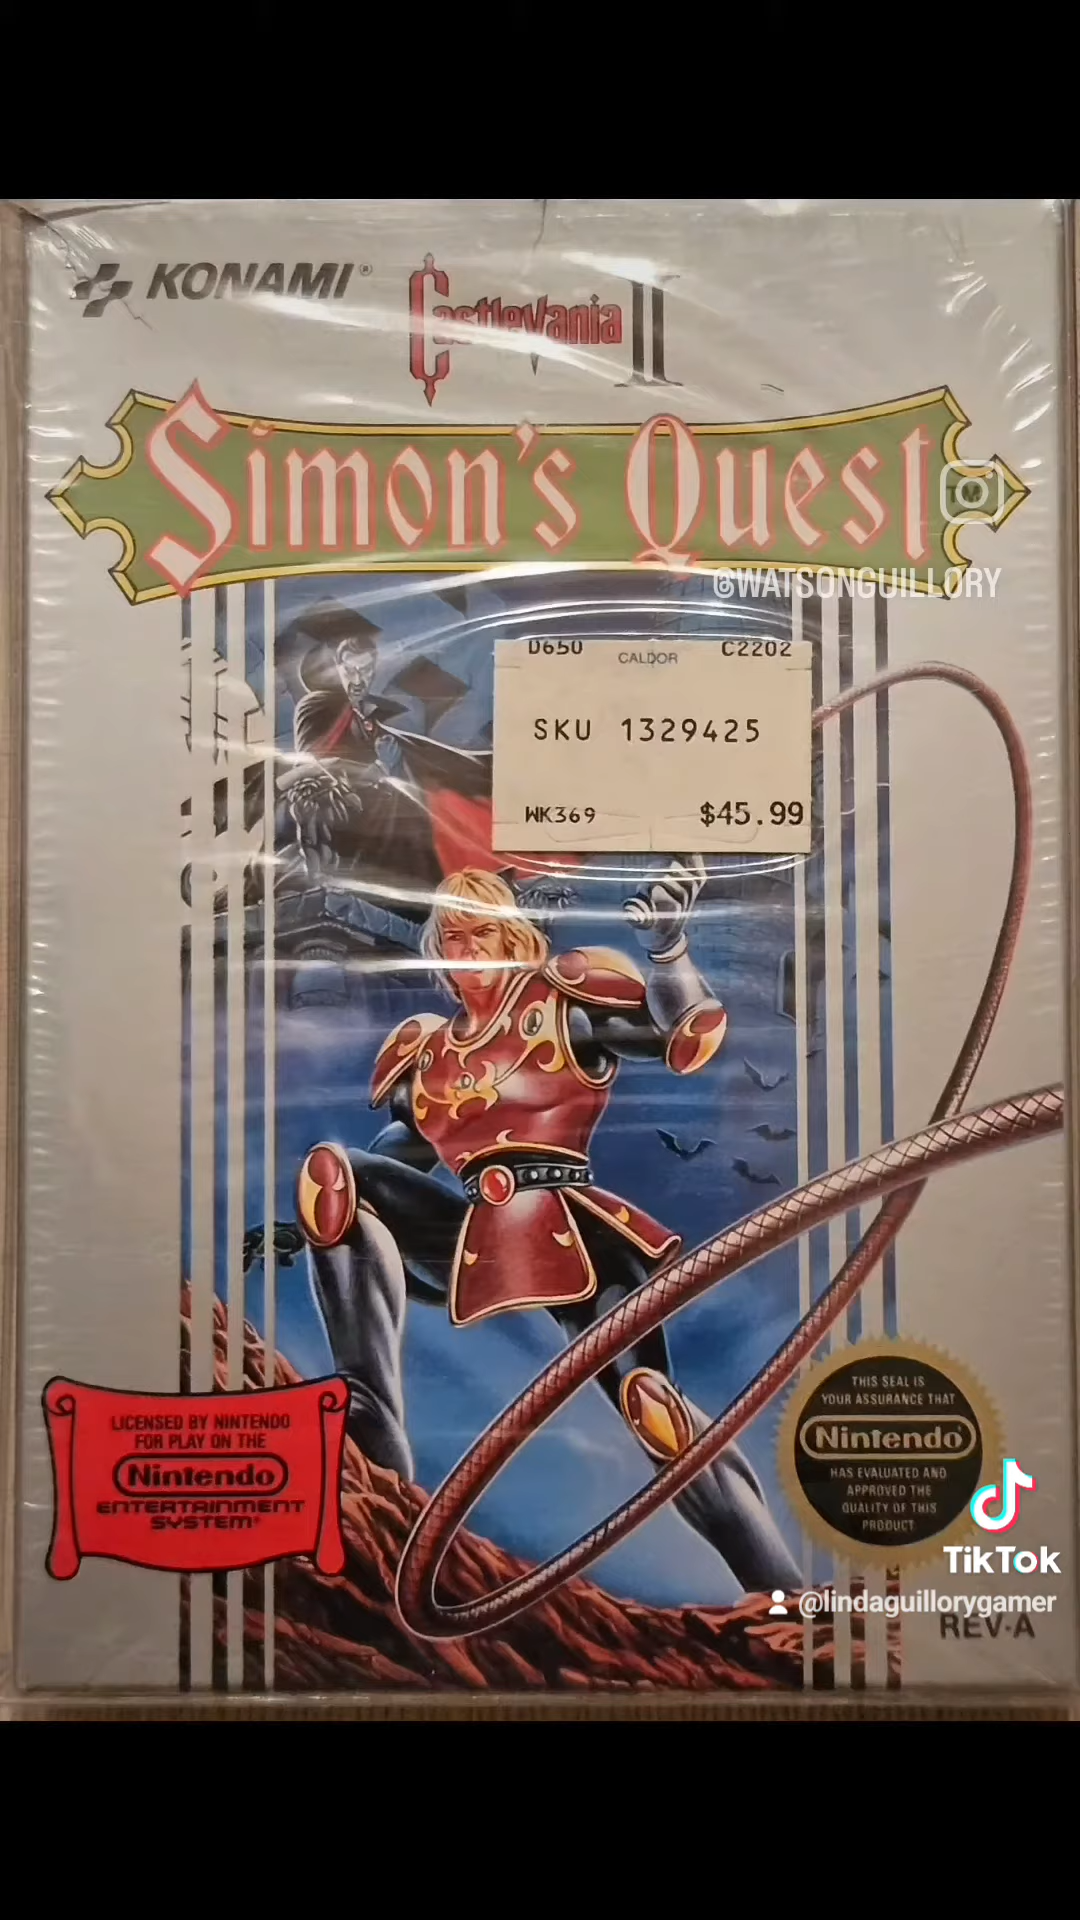 KONAMI®
Castlevania II
Simon's Quest
TM
@WATSONGUILLORY
D650 CALDOR C2202
SKU 1329425
WK369 $45.99
LICENSED BY NINTENDO
FOR PLAY ON THE
Nintendo
ENTERTAINMENT
SYSTEM®
THIS SEAL IS
YOUR ASSURANCE THAT
Nintendo
HAS EVALUATED AND
APPROVED THE
QUALITY OF THIS
PRODUCT
TikTok
@lindaguillorygamer
REV-A